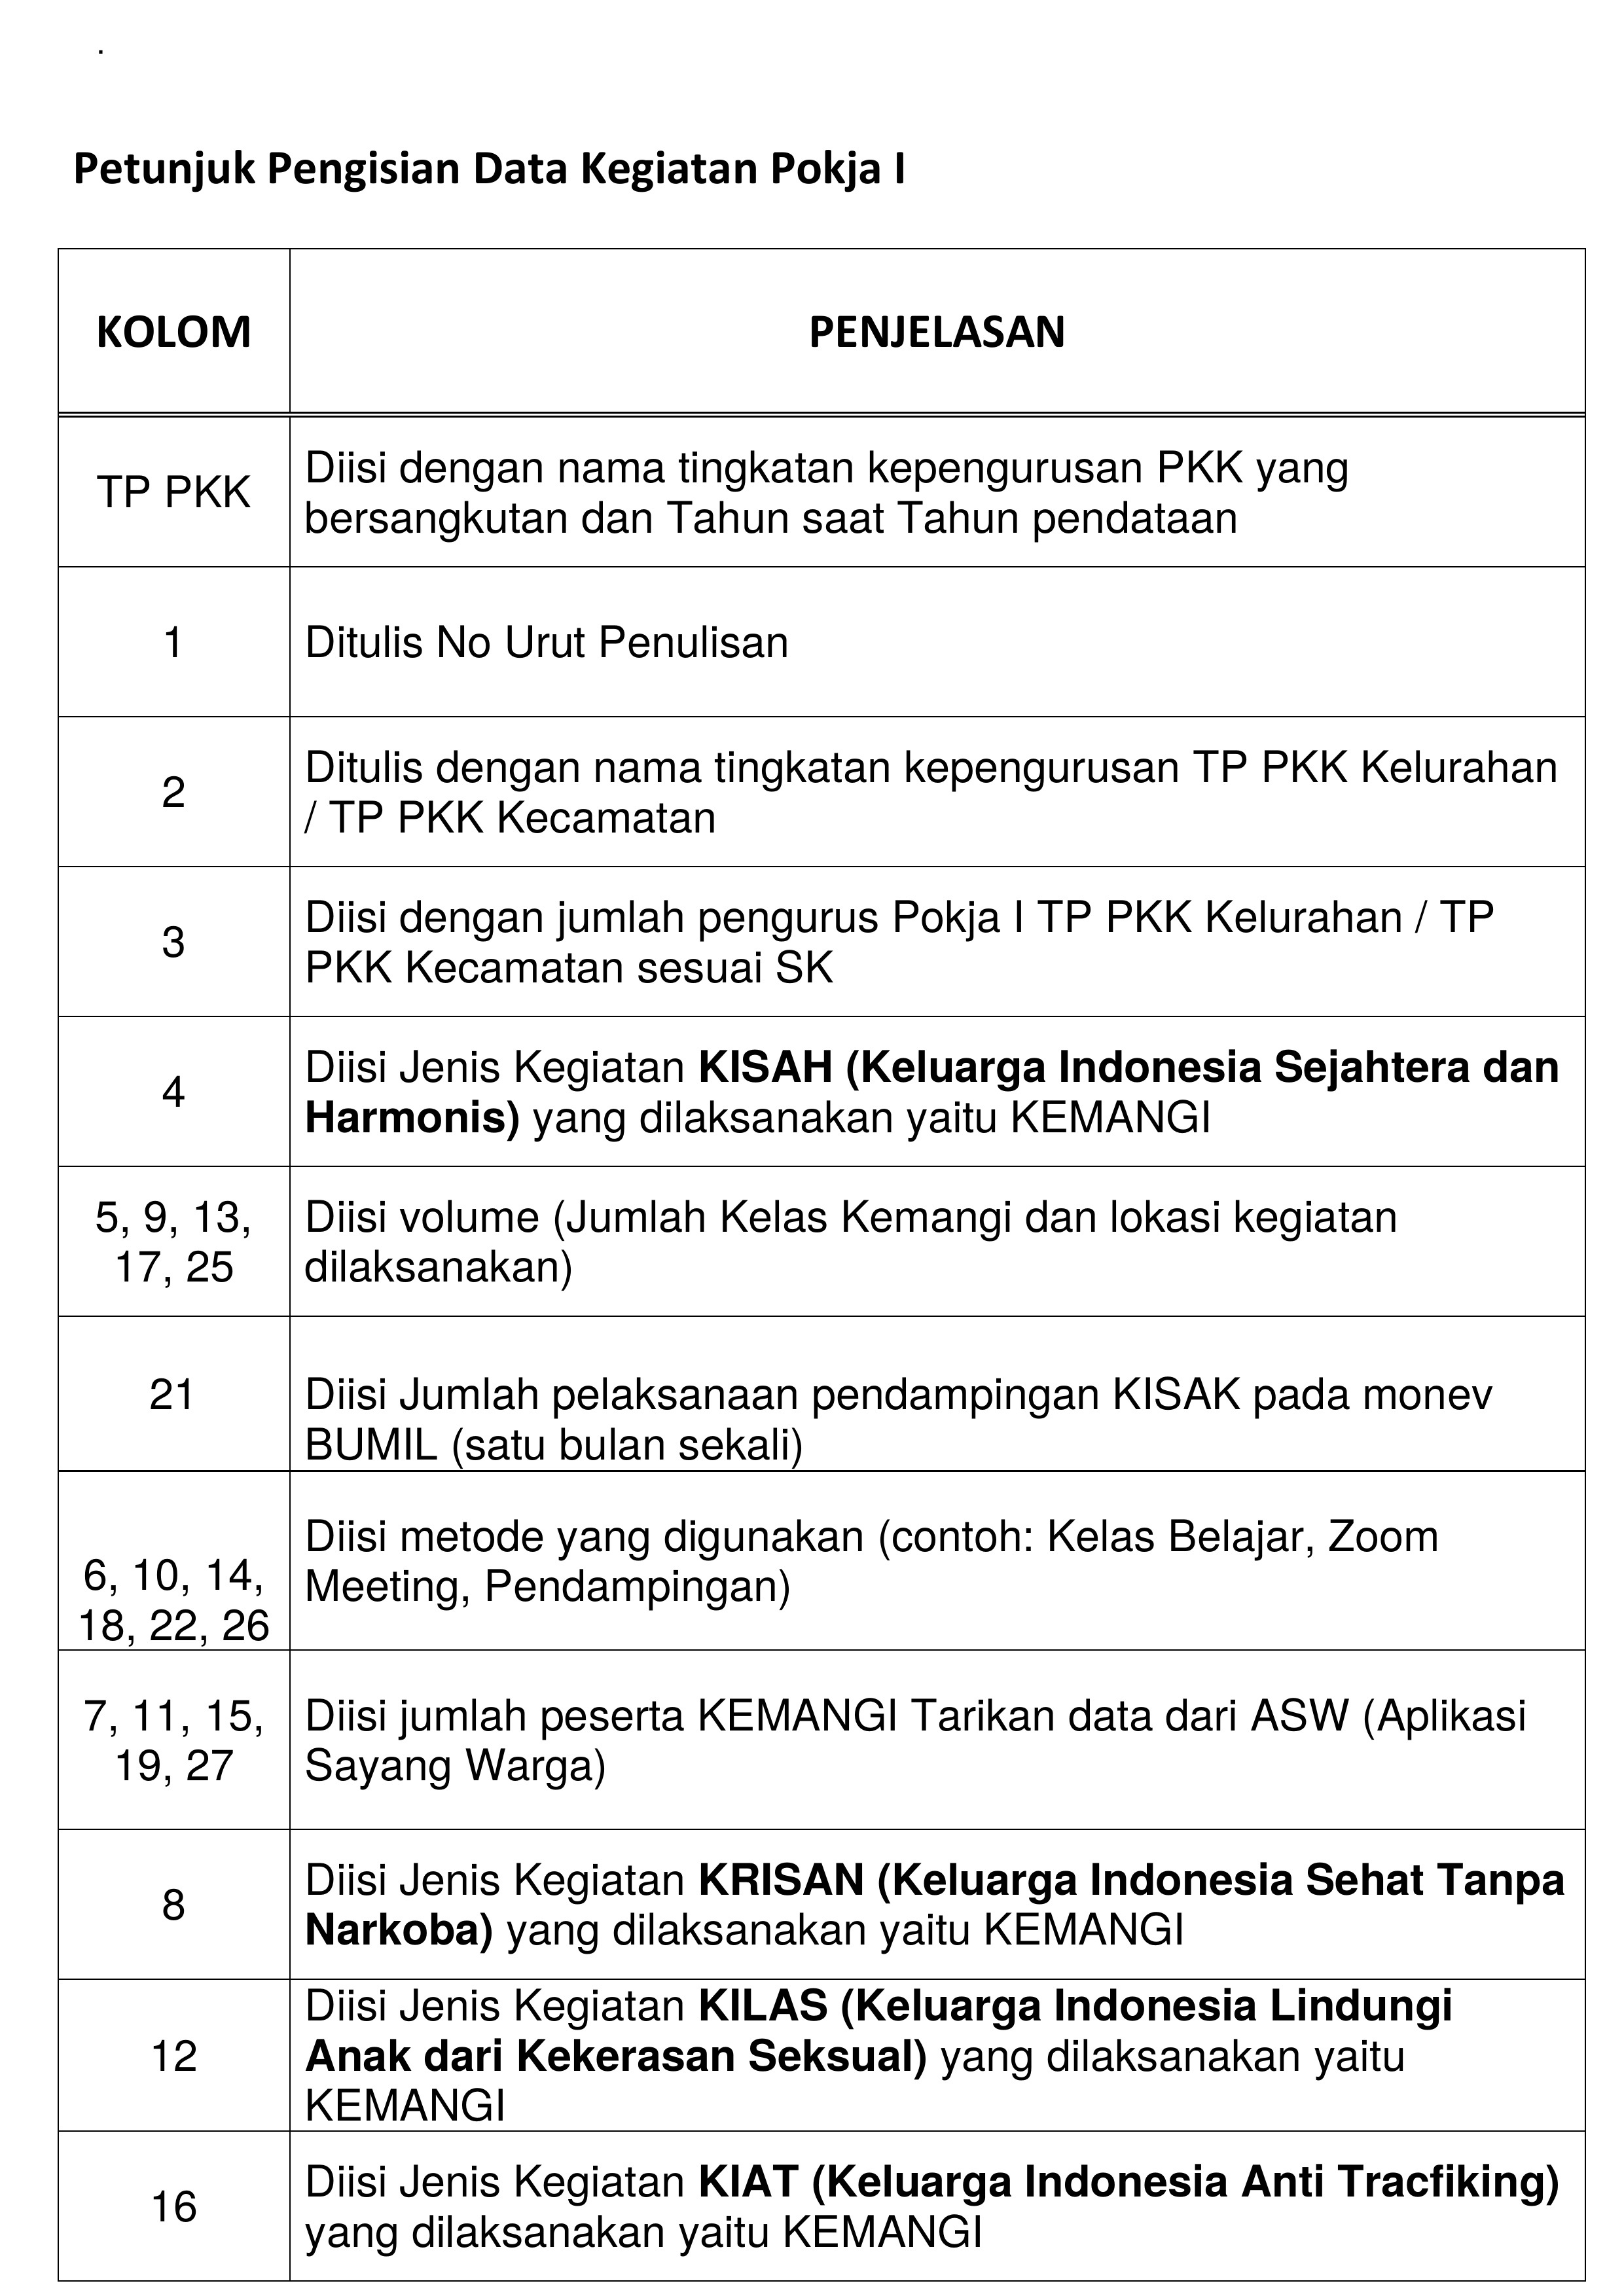 .
Petunjuk Pengisian Data Kegiatan Pokja I
KOLOM
PENJELASAN
TP PKK
Diisi dengan nama tingkatan kepengurusan PKK yang
bersangkutan dan Tahun saat Tahun pendataan
1
Ditulis No Urut Penulisan
2
Ditulis dengan nama tingkatan kepengurusan TP PKK Kelurahan
/ TP PKK Kecamatan
3
Diisi dengan jumlah pengurus Pokja I TP PKK Kelurahan / TP
PKK Kecamatan sesuai SK
4
Diisi Jenis Kegiatan KISAH (Keluarga Indonesia Sejahtera dan
Harmonis) yang dilaksanakan yaitu KEMANGI
5, 9, 13,
17, 25
Diisi volume (Jumlah Kelas Kemangi dan lokasi kegiatan
dilaksanakan)
21
Diisi Jumlah pelaksanaan pendampingan KISAK pada monev
BUMIL (satu bulan sekali)
6, 10, 14,
18, 22, 26
Diisi metode yang digunakan (contoh: Kelas Belajar, Zoom
Meeting, Pendampingan)
7, 11, 15,
19, 27
Diisi jumlah peserta KEMANGI Tarikan data dari ASW (Aplikasi
Sayang Warga)
8
Diisi Jenis Kegiatan KRISAN (Keluarga Indonesia Sehat Tanpa
Narkoba) yang dilaksanakan yaitu KEMANGI
12
Diisi Jenis Kegiatan KILAS (Keluarga Indonesia Lindungi
Anak dari Kekerasan Seksual) yang dilaksanakan yaitu
KEMANGI
16
Diisi Jenis Kegiatan KIAT (Keluarga Indonesia Anti Tracfiking)
yang dilaksanakan yaitu KEMANGI